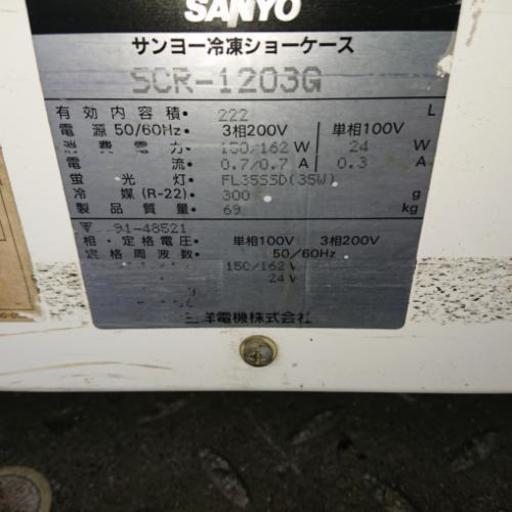 SANYO
サンヨー冷凍ショーケース
SCR-1203G
有効内容積・ 222 L
電源50/60Hz・ 3相200V 単相100V
消費電力・ 150/162 W 24 W
電流・ 0.7/0.7 A 0.3 A
蛍光灯・ FL35SSD(35W)
冷媒(R-22)・ 300 g
製品質量・ 69 kg
91-48521
相・定格電圧・ 単相100V 3相200V
定格周波数・ 50/60Hz
150/162
24
三洋電機株式会社